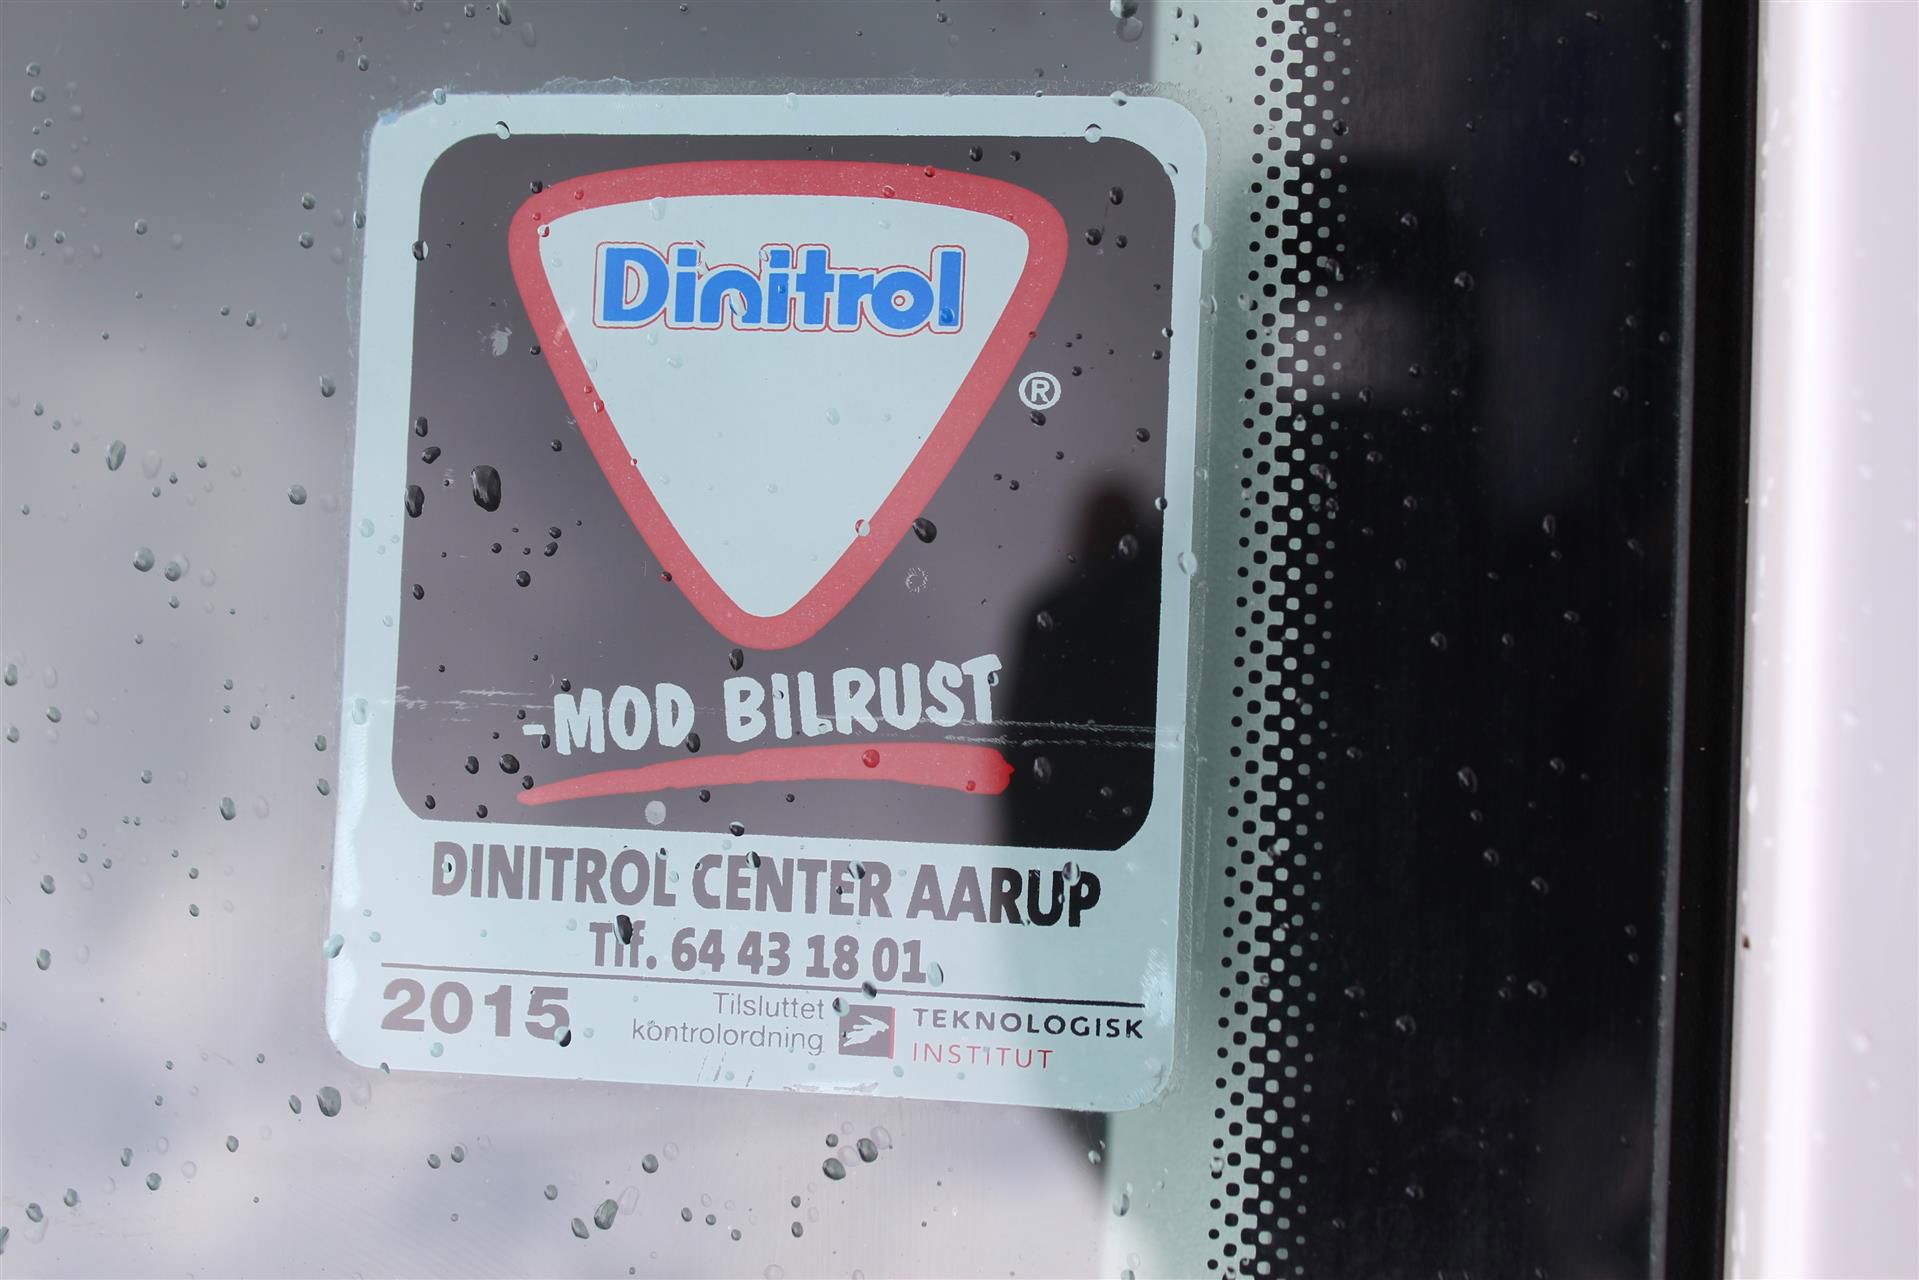 Dinitrol
®
-MOD BILRUST
DINITROL CENTER AARUP
Tlf. 64 43 18 01
2015
Tilsluttet
kontrolordning
TEKNOLOGISK
INSTITUT